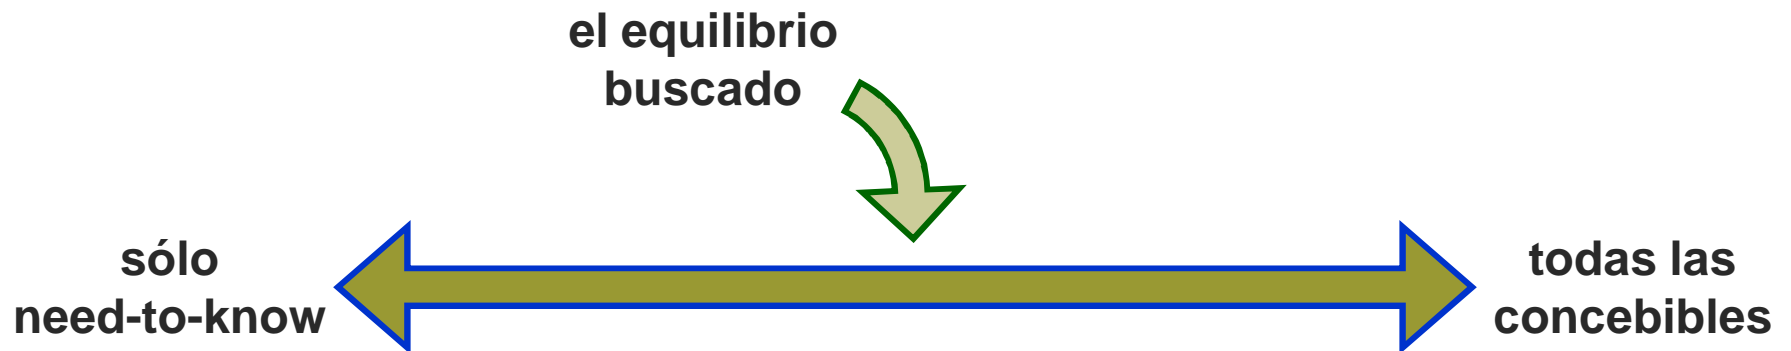 el equilibrio
buscado
sólo
need-to-know
todas las
concebibles